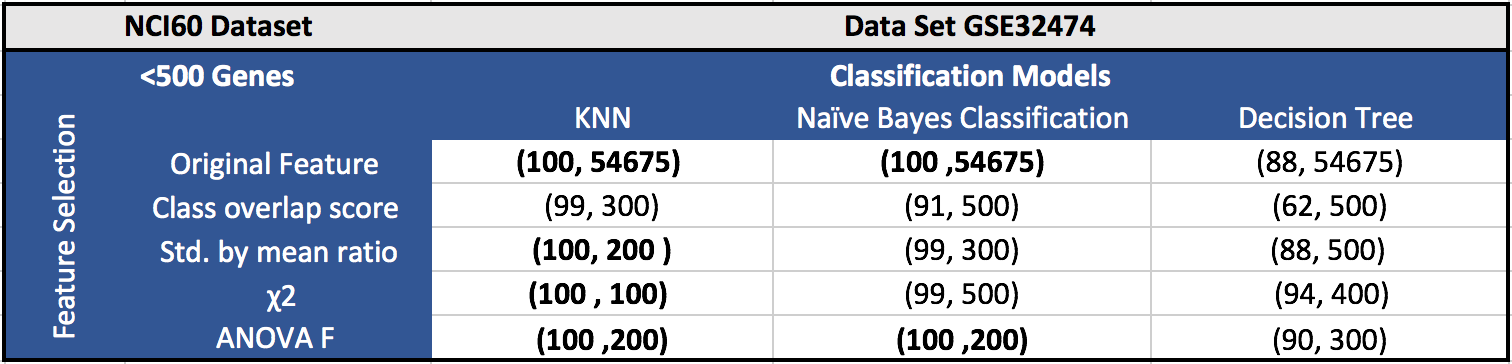 NCI60 Dataset Data Set GSE32474
<500 Genes Classification Models
Feature Selection
KNN Naïve Bayes Classification Decision Tree
Original Feature (100, 54675) (100 ,54675) (88, 54675)
Class overlap score (99, 300) (91, 500) (62, 500)
Std. by mean ratio (100, 200 ) (99, 300) (88, 500)
χ2 (100 , 100) (99, 500) (94, 400)
ANOVA F (100 ,200) (100 ,200) (90, 300)